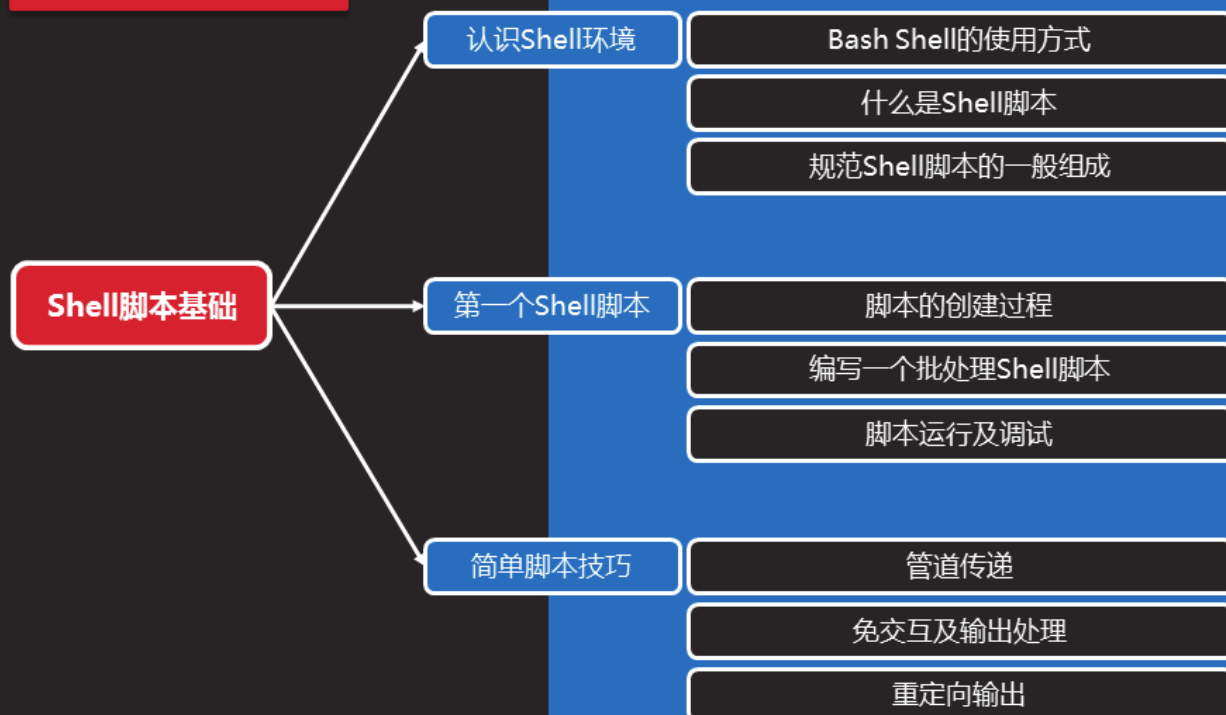 Shell脚本基础
认识Shell环境
Bash Shell的使用方式
什么是Shell脚本
规范Shell脚本的一般组成
第一个Shell脚本
脚本的创建过程
编写一个批处理Shell脚本
脚本运行及调试
简单脚本技巧
管道传递
免交互及输出处理
重定向输出